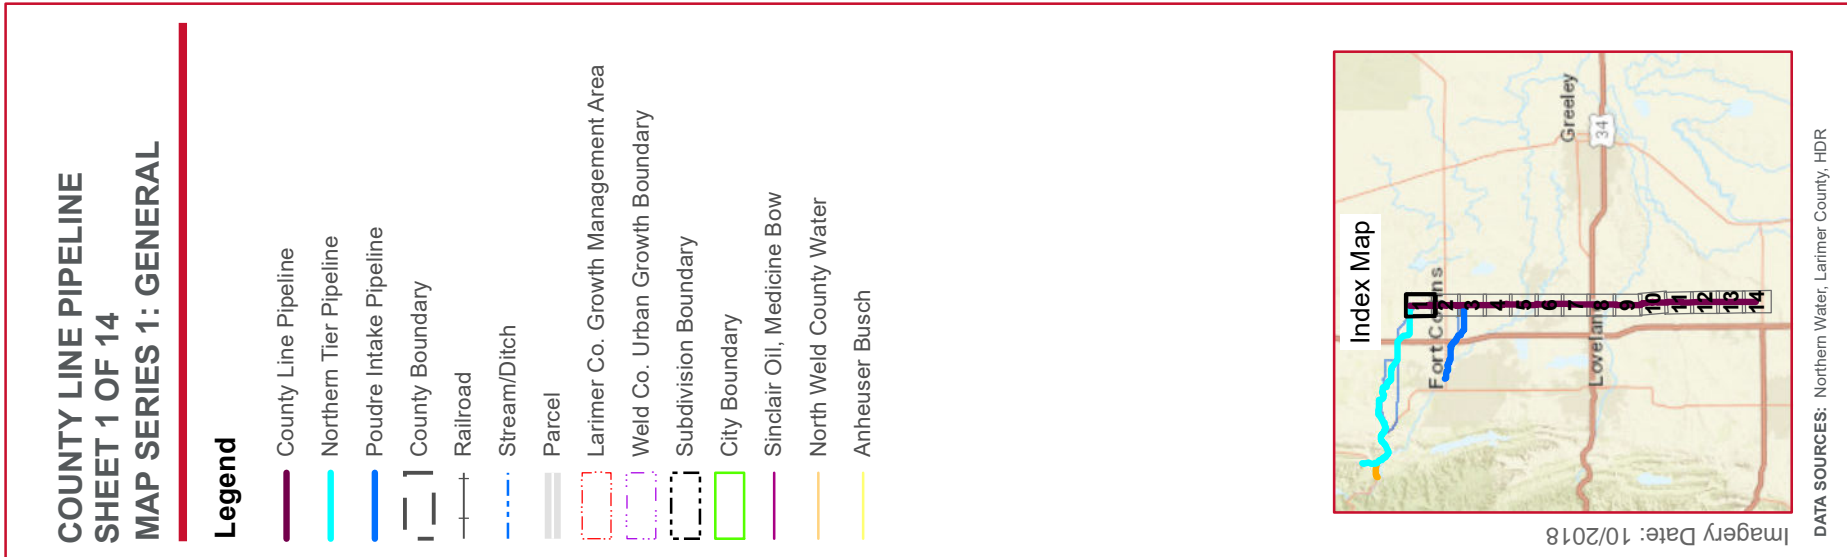 COUNTY LINE PIPELINE
SHEET 1 OF 14
MAP SERIES 1: GENERAL
Legend
County Line Pipeline
Northern Tier Pipeline
Poudre Intake Pipeline
County Boundary
Railroad
Stream/Ditch
Parcel
Larimer Co. Growth Management Area
Weld Co. Urban Growth Boundary
Subdivision Boundary
City Boundary
Sinclair Oil, Medicine Bow
North Weld County Water
Anheuser Busch
Index Map
Fort Collins
Loveland
Greeley
34
1
2
3
4
5
6
7
8
9
10
11
12
13
14
Imagery Date: 10/2018
DATA SOURCES: Northern Water, Larimer County, HDR